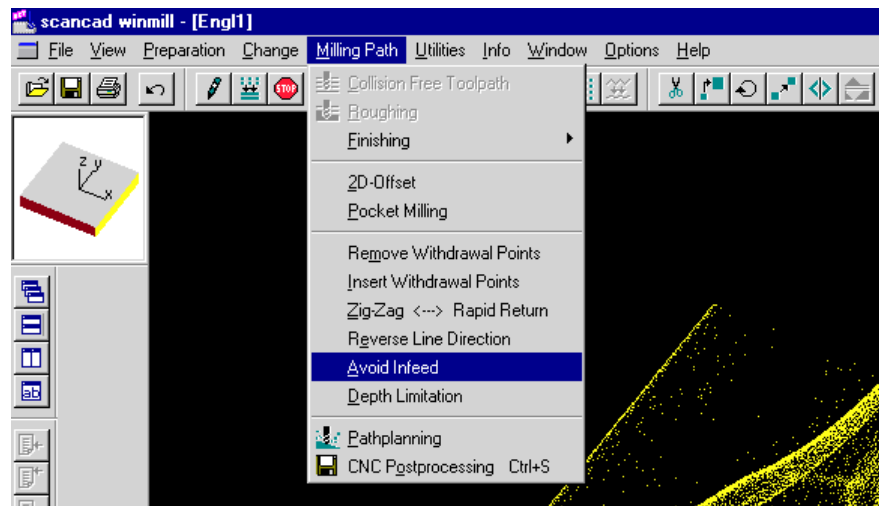 scancad winmill - [Engl1]
File View Preparation Change Milling Path Utilities Info Window Options Help
STOP
Collision Free Toolpath
Roughing
Finishing
2D-Offset
Pocket Milling
Remove Withdrawal Points
Insert Withdrawal Points
Zig-Zag <---> Rapid Return
Reverse Line Direction
Avoid Infeed
Depth Limitation
Pathplanning
CNC Postprocessing Ctrl+S
z y
x
ab